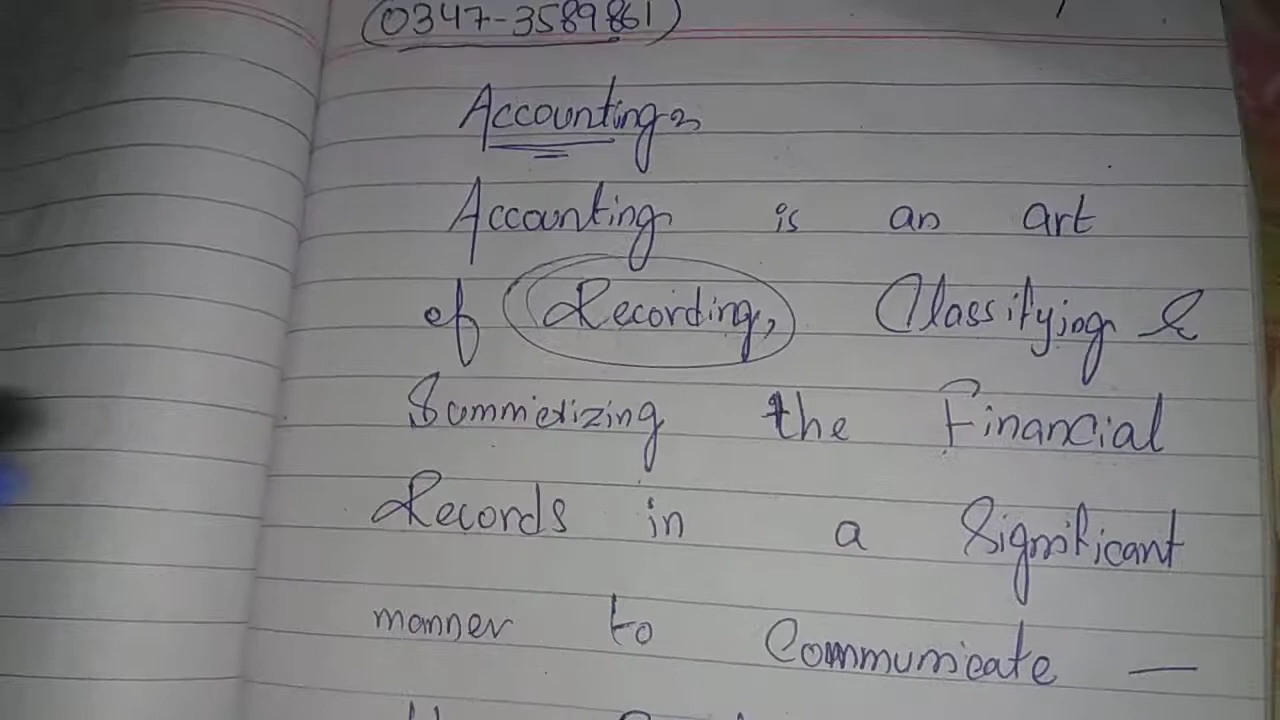 (0347-3589861)
Accounting:
Accounting is an art
of Recording, Classifying &
Summerizing the Financial
Records in a Significant
manner to Communicate —